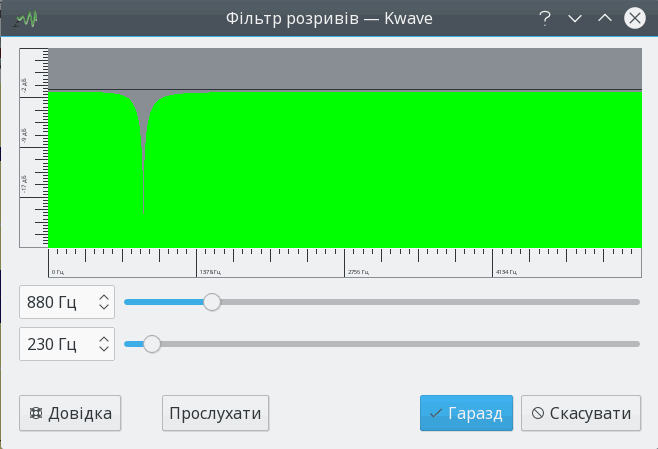 Фільтр розривів — Kwave
-2 дБ
-9 дБ
-17 дБ
0 Гц
1378 Гц
2756 Гц
4134 Гц
880 Гц
230 Гц
Довідка
Прослухати
Гаразд
Скасувати